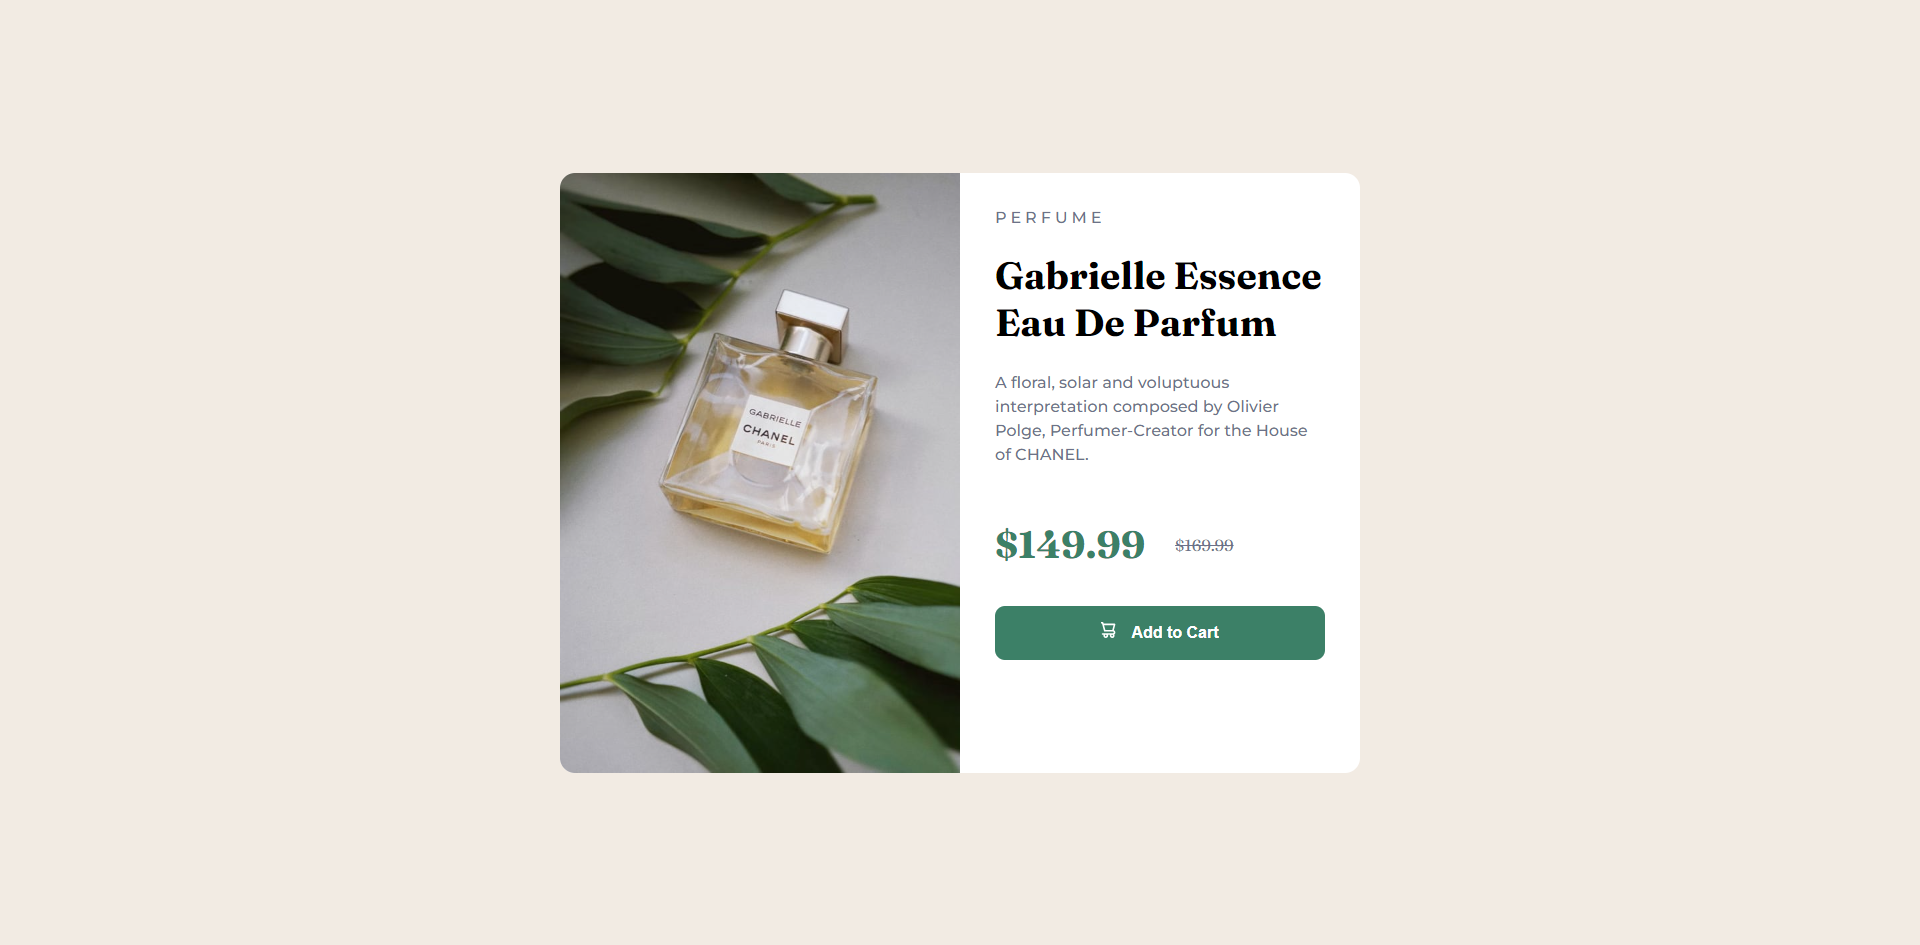 GABRIELLE
CHANEL
PARIS
PERFUME
Gabrielle Essence
Eau De Parfum
A floral, solar and voluptuous
interpretation composed by Olivier
Polge, Perfumer-Creator for the House
of CHANEL.
$149.99 $169.99
Add to Cart